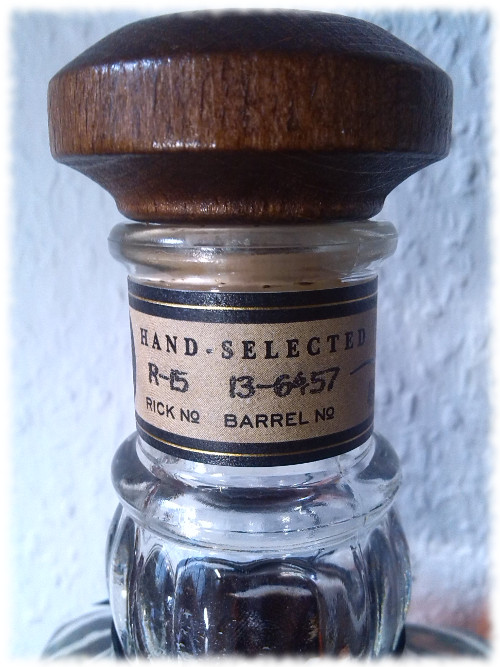 HAND-SELECTED
R-15 13-6457
RICK Nº BARREL Nº